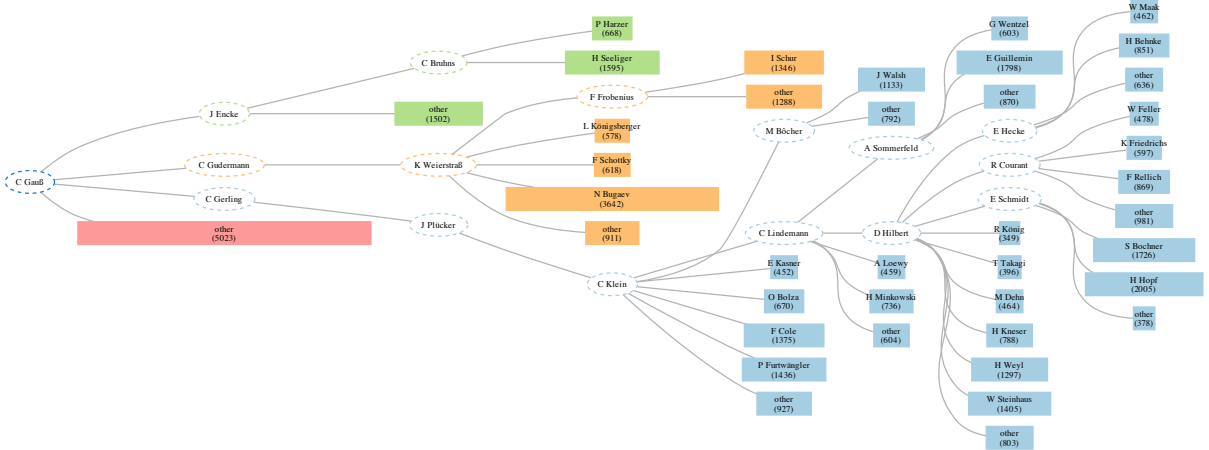 C Gauß
J Encke
C Gudermann
C Gerling
other
(5023)
C Bruhns
other
(1502)
K Weierstraß
J Plücker
P Harzer
(668)
H Seeliger
(1595)
F Frobenius
L Königsberger
(578)
F Schottky
(618)
N Bugaev
(3642)
other
(911)
C Klein
I Schur
(1346)
other
(1288)
M Böcher
C Lindemann
E Kasner
(452)
O Bolza
(670)
F Cole
(1375)
P Furtwängler
(1436)
other
(927)
J Walsh
(1133)
other
(792)
A Sommerfeld
D Hilbert
A Loewy
(459)
H Minkowski
(736)
other
(604)
G Wentzel
(603)
E Guillemin
(1798)
other
(870)
E Hecke
R Courant
E Schmidt
R König
(349)
T Takagi
(396)
M Dehn
(464)
H Kneser
(788)
H Weyl
(1297)
W Steinhaus
(1405)
other
(803)
W Maak
(462)
H Behnke
(851)
other
(636)
W Feller
(478)
K Friedrichs
(597)
F Rellich
(869)
other
(981)
S Bochner
(1726)
H Hopf
(2005)
other
(378)